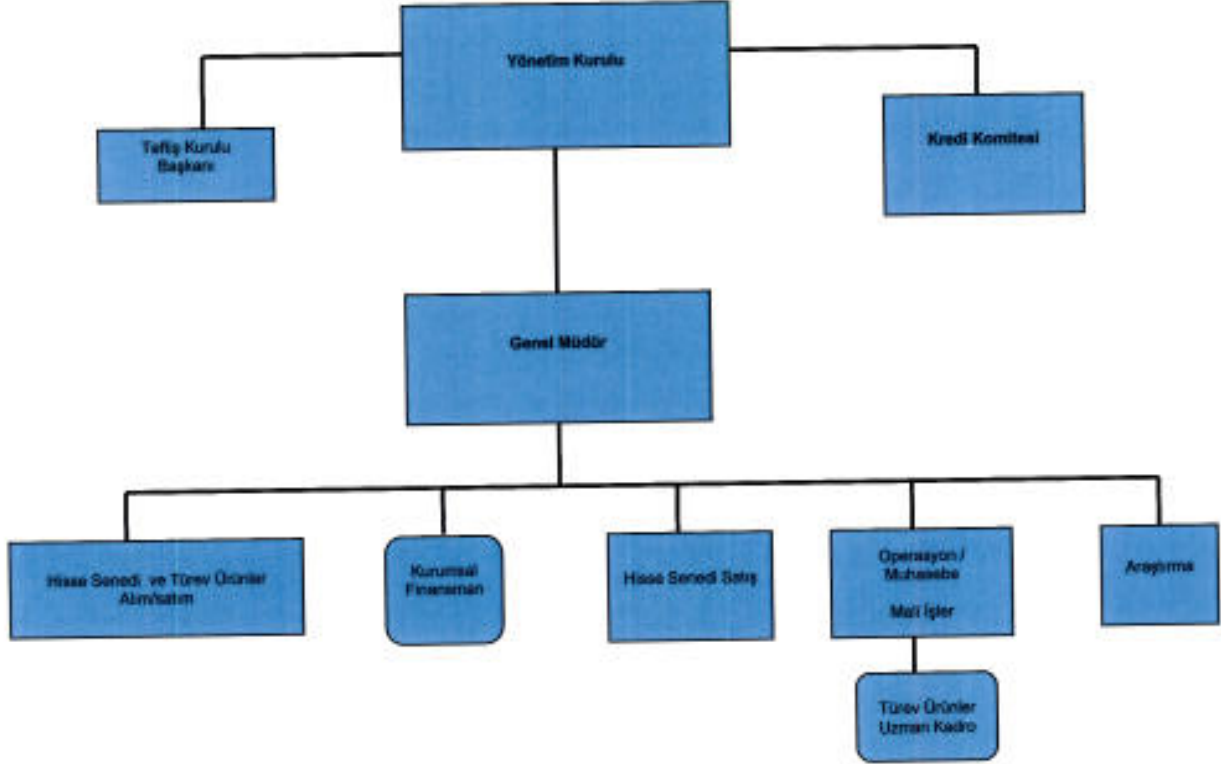 Yönetim Kurulu
Teftiş Kurulu
Başkanı
Kredi Komitesi
Genel Müdür
Hisse Senedi ve Türev Ürünler
Alım/satım
Kurumsal
Finansman
Hisse Senedi Satış
Operasyon /
Muhasebe
Mali İşler
Araştırma
Türev Ürünler
Uzman Kadro